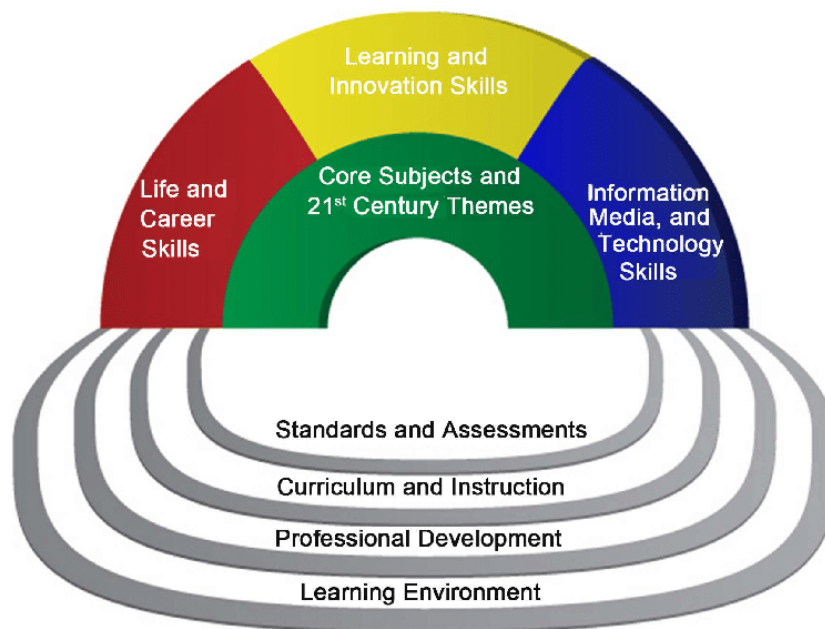 Learning and
Innovation Skills
Life and
Career
Skills
Core Subjects and
21st Century Themes
Information
Media, and
Technology
Skills
Standards and Assessments
Curriculum and Instruction
Professional Development
Learning Environment